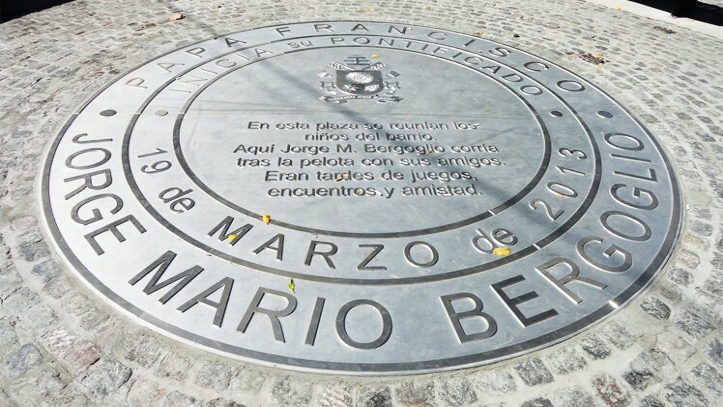 PAPA FRANCISCO
INICIA SU PONTIFICADO
En esta plaza se reunían los
niños del barrio.
Aquí Jorge M. Bergoglio corría
tras la pelota con sus amigos.
Eran tardes de juegos,
encuentros y amistad.
19 de MARZO de 2013
JORGE MARIO BERGOGLIO